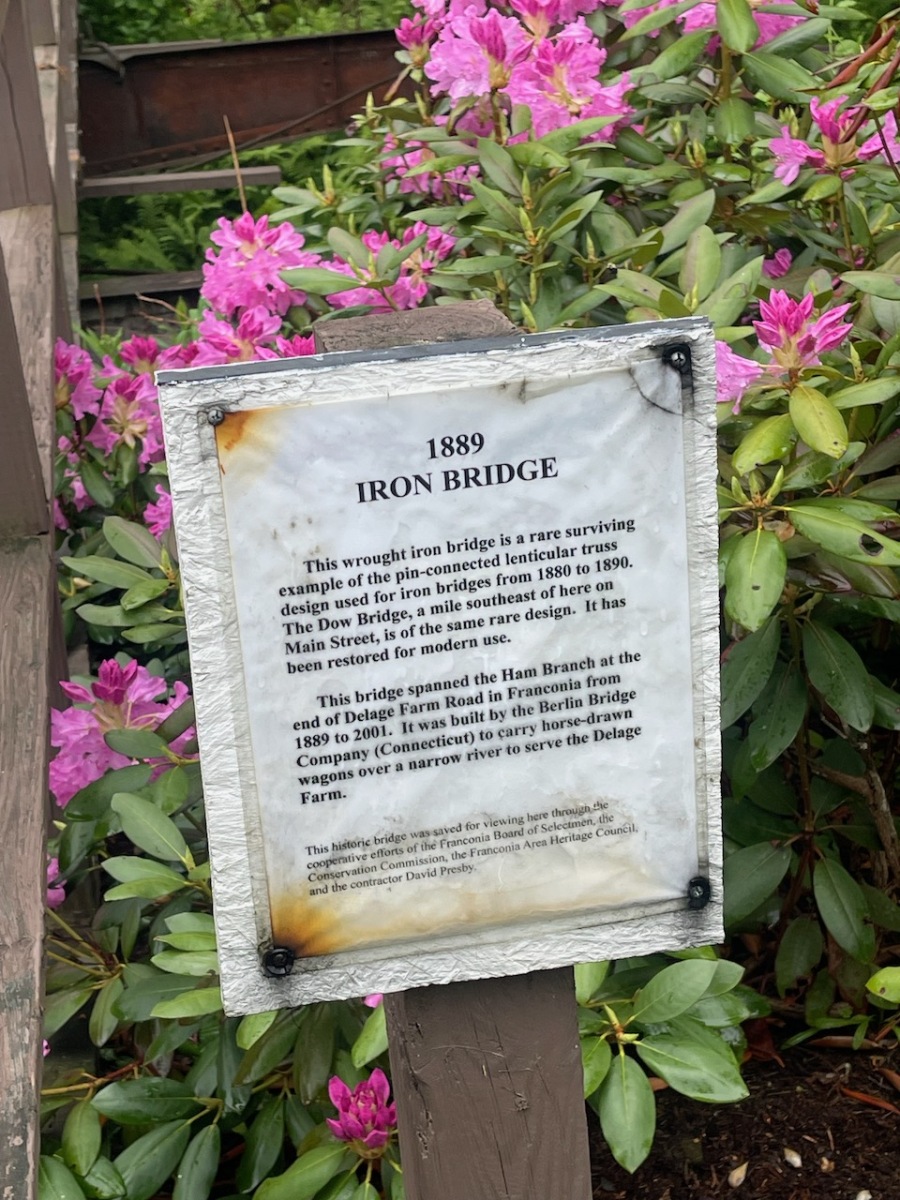 1889
IRON BRIDGE
This wrought iron bridge is a rare surviving
example of the pin-connected lenticular truss
design used for iron bridges from 1880 to 1890.
The Dow Bridge, a mile southeast of here on
Main Street, is of the same rare design.  It has
been restored for modern use.
This bridge spanned the Ham Branch at the
end of Delage Farm Road in Franconia from
1889 to 2001.  It was built by the Berlin Bridge
Company (Connecticut) to carry horse-drawn
wagons over a narrow river to serve the Delage
Farm.
This historic bridge was saved for viewing here through the
cooperative efforts of the Franconia Board of Selectmen, the
Conservation Commission, the Franconia Area Heritage Council,
and the contractor David Presby.